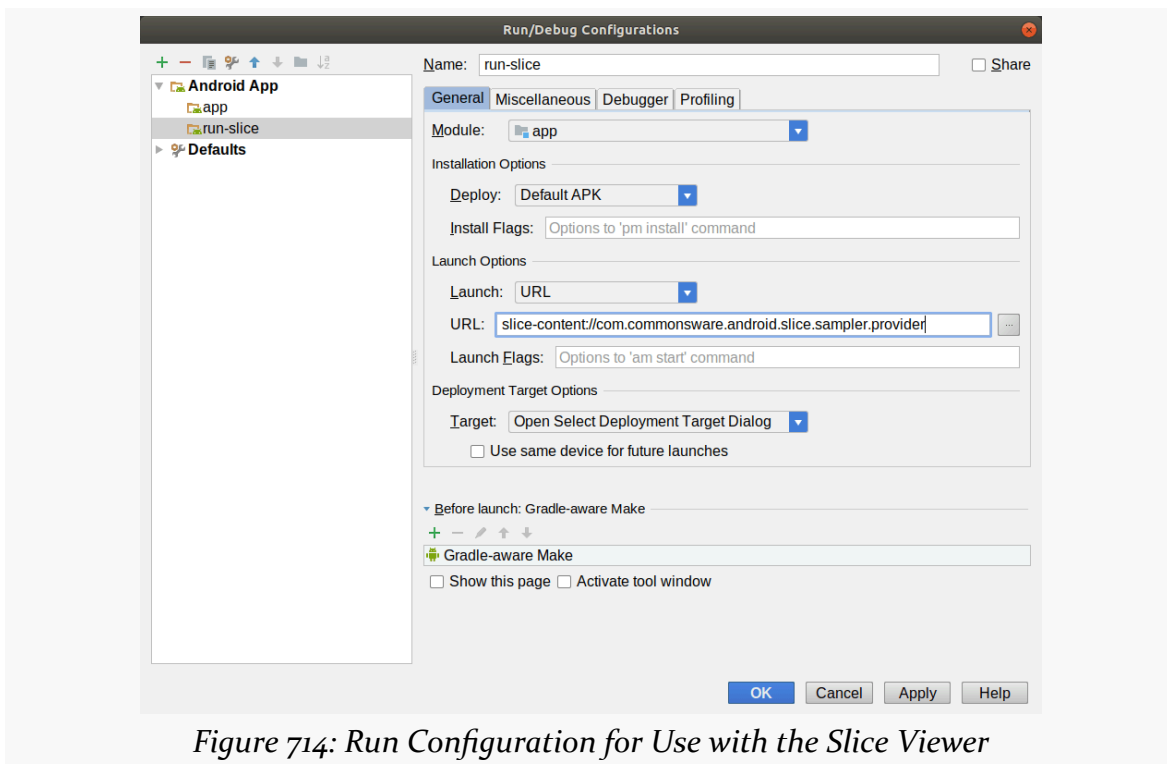 Run/Debug Configurations
Name: run-slice Share
Android App
app
run-slice
Defaults
General Miscellaneous Debugger Profiling
Module: app
Installation Options
Deploy: Default APK
Install Flags: Options to 'pm install' command
Launch Options
Launch: URL
URL: slice-content://com.commonsware.android.slice.sampler.provider ...
Launch Flags: Options to 'am start' command
Deployment Target Options
Target: Open Select Deployment Target Dialog
Use same device for future launches
Before launch: Gradle-aware Make
Gradle-aware Make
Show this page Activate tool window
OK Cancel Apply Help
Figure 714: Run Configuration for Use with the Slice Viewer